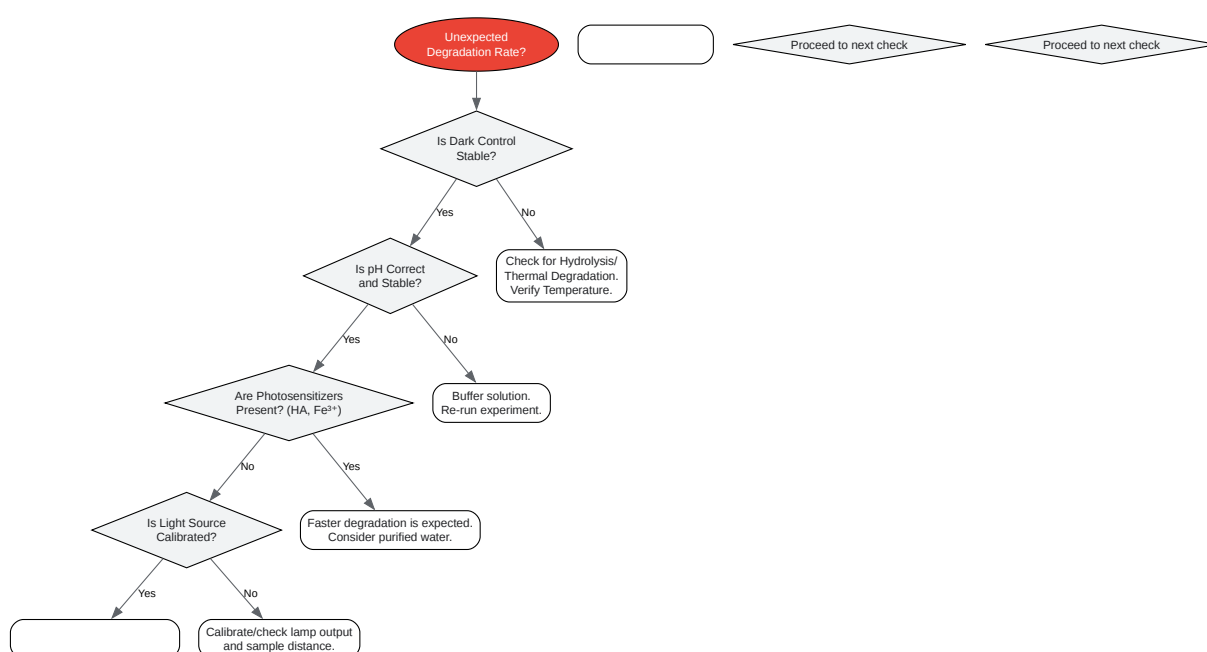 Unexpected
Degradation Rate?
Proceed to next check
Proceed to next check
Is Dark Control
Stable?
Yes
No
Is pH Correct
and Stable?
Check for Hydrolysis/
Thermal Degradation.
Verify Temperature.
Yes
No
Are Photosensitizers
Present? (HA, Fe³⁺)
Buffer solution.
Re-run experiment.
No
Yes
Is Light Source
Calibrated?
Faster degradation is expected.
Consider purified water.
Yes
No
Calibrate/check lamp output
and sample distance.